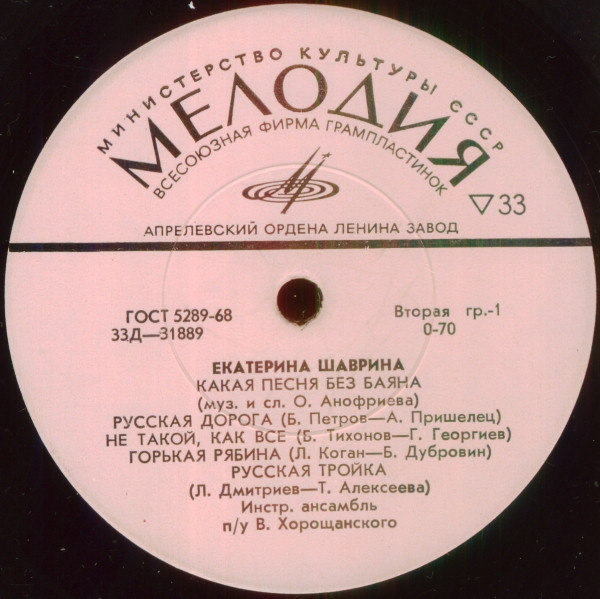 МИНИСТЕРСТВО КУЛЬТУРЫ СССР
МЕЛОДИЯ
ВСЕСОЮЗНАЯ ФИРМА ГРАМПЛАСТИНОК
▽33
АПРЕЛЕВСКИЙ ОРДЕНА ЛЕНИНА ЗАВОД
ГОСТ 5289-68 Вторая гр.-1
33Д—31889 0-70
ЕКАТЕРИНА ШАВРИНА
КАКАЯ ПЕСНЯ БЕЗ БАЯНА
(муз. и сл. О. Анофриева)
РУССКАЯ ДОРОГА (Б. Петров—А. Пришелец)
НЕ ТАКОЙ, КАК ВСЕ (Б. Тихонов—Г. Георгиев)
ГОРЬКАЯ РЯБИНА (Л. Коган—Б. Дубровин)
РУССКАЯ ТРОЙКА
(Л. Дмитриев—Т. Алексеева)
Инстр. ансамбль
п/у В. Хорощанского